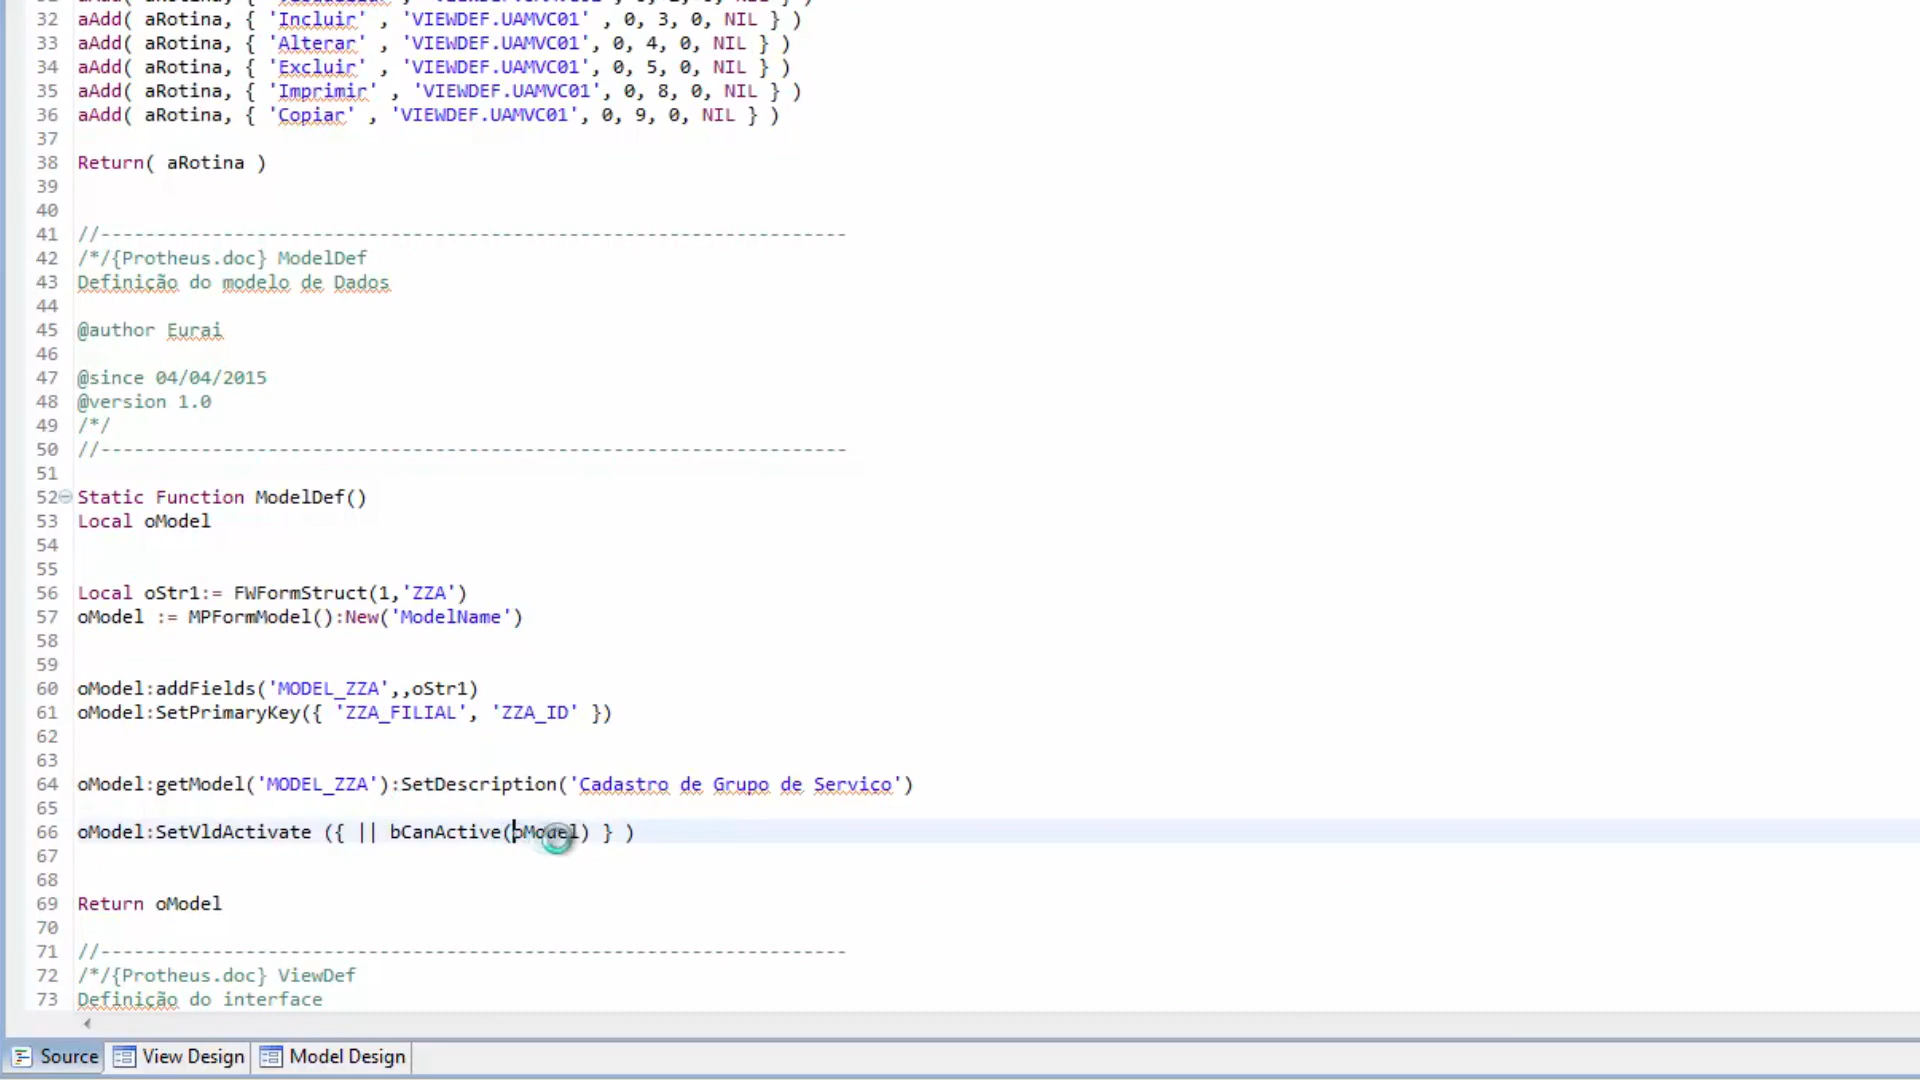 32 aAdd( aRotina, { 'Incluir' , 'VIEWDEF.UAMVC01' , 0, 3, 0, NIL } )
33 aAdd( aRotina, { 'Alterar' , 'VIEWDEF.UAMVC01', 0, 4, 0, NIL } )
34 aAdd( aRotina, { 'Excluir' , 'VIEWDEF.UAMVC01', 0, 5, 0, NIL } )
35 aAdd( aRotina, { 'Imprimir' , 'VIEWDEF.UAMVC01', 0, 8, 0, NIL } )
36 aAdd( aRotina, { 'Copiar' , 'VIEWDEF.UAMVC01', 0, 9, 0, NIL } )
37
38 Return( aRotina )
39
40
41 //-------------------------------------------------------------------
42 /*/{Protheus.doc} ModelDef
43 Definição do modelo de Dados
44
45 @author Eurai
46
47 @since 04/04/2015
48 @version 1.0
49 /*/
50 //-------------------------------------------------------------------
51
52 Static Function ModelDef()
53 Local oModel
54
55
56 Local oStr1:= FWFormStruct(1,'ZZA')
57 oModel := MPFormModel():New('ModelName')
58
59
60 oModel:addFields('MODEL_ZZA',,oStr1)
61 oModel:SetPrimaryKey({ 'ZZA_FILIAL', 'ZZA_ID' })
62
63
64 oModel:getModel('MODEL_ZZA'):SetDescription('Cadastro de Grupo de Servico')
65
66 oModel:SetVldActivate ({ || bCanActive(oModel) } )
67
68
69 Return oModel
70
71 //-------------------------------------------------------------------
72 /*/{Protheus.doc} ViewDef
73 Definição do interface
Source View Design Model Design